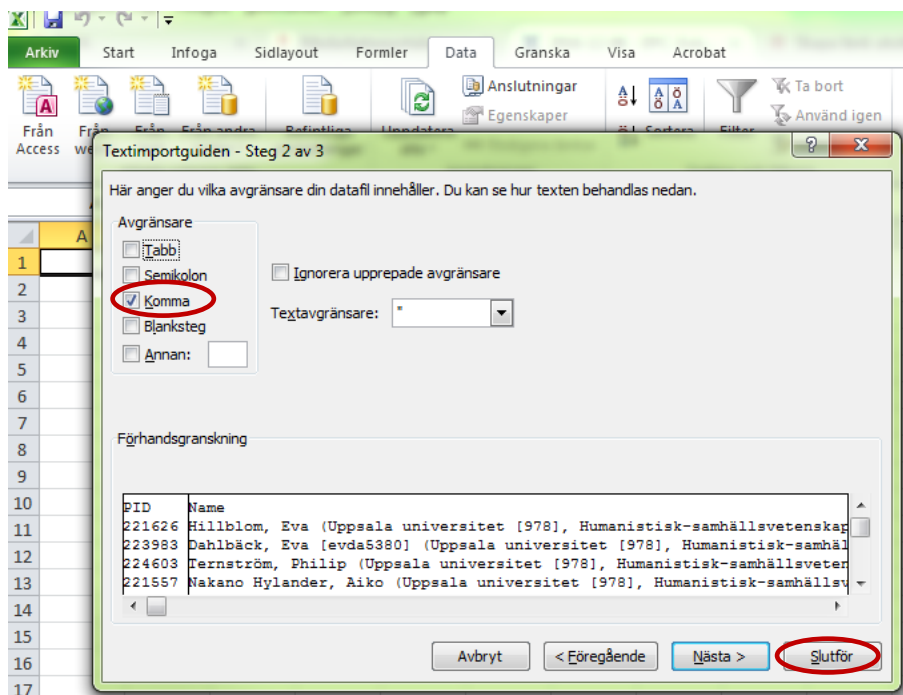 Arkiv Start Infoga Sidlayout Formler Data Granska Visa Acrobat
Från Access
Från
Från
Från andra
Befintliga
Uppdatera
Anslutningar
Egenskaper
Sortera
Filter
Ta bort
Använd igen
Textimportguiden - Steg 2 av 3
Här anger du vilka avgränsare din datafil innehåller. Du kan se hur texten behandlas nedan.
Avgränsare
Tabb
Semikolon
Komma
Blanksteg
Annan:
Ignorera upprepade avgränsare
Textavgränsare: "
Förhandsgranskning
PID Name
221626 Hillblom, Eva (Uppsala universitet [978], Humanistisk-samhällsvetenskap
223983 Dahlbäck, Eva [evda5380] (Uppsala universitet [978], Humanistisk-samhäl
224603 Ternström, Philip (Uppsala universitet [978], Humanistisk-samhällsveten
221557 Nakano Hylander, Aiko (Uppsala universitet [978], Humanistisk-samhällsv
Avbryt < Föregående Nästa > Slutför
A
1
2
3
4
5
6
7
8
9
10
11
12
13
14
15
16
17